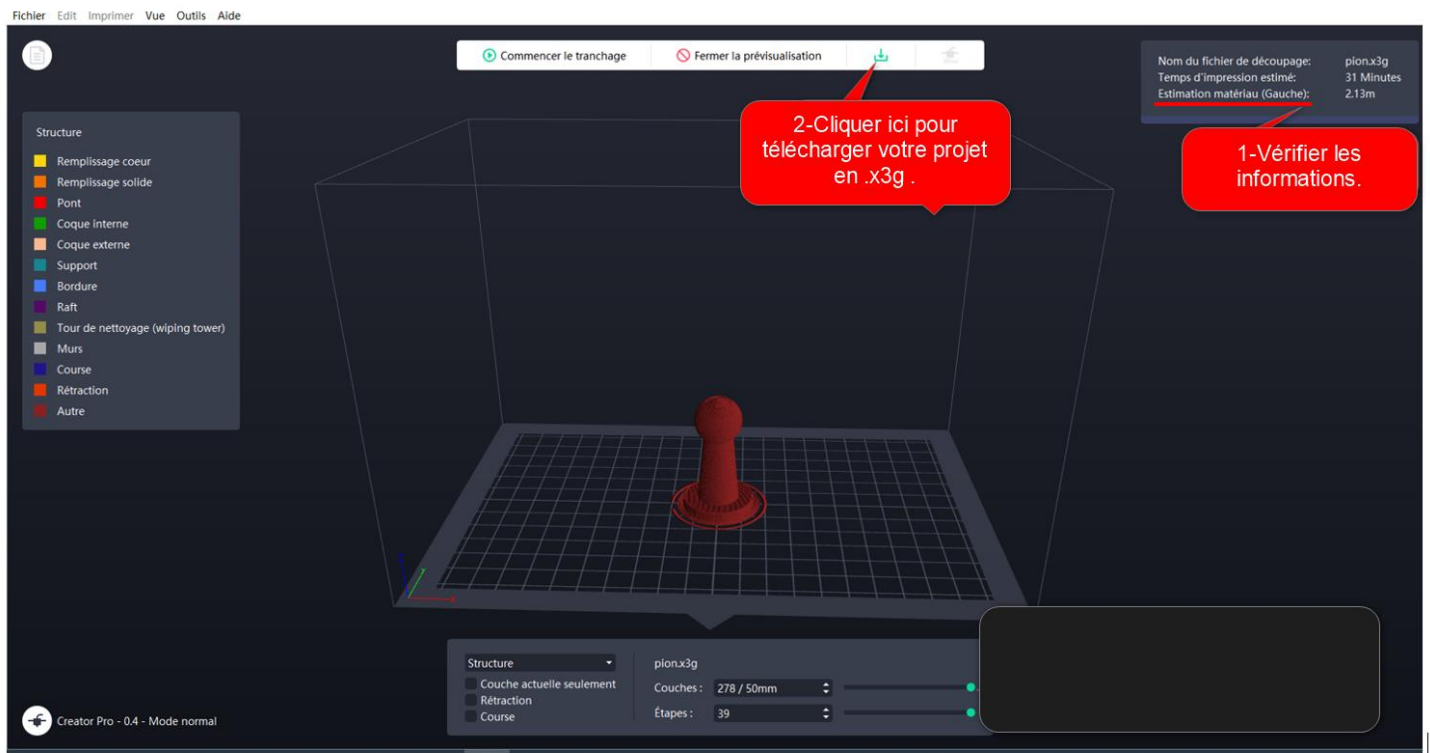 Fichier Edit Imprimer Vue Outils Aide
Commencer le tranchage
Fermer la prévisualisation
Nom du fichier de découpage: pion.x3g
Temps d'impression estimé: 31 Minutes
Estimation matériau (Gauche): 2.13m
2-Cliquer ici pour
télécharger votre projet
en .x3g .
1-Vérifier les
informations.
Structure
Remplissage coeur
Remplissage solide
Pont
Coque interne
Coque externe
Support
Bordure
Raft
Tour de nettoyage (wiping tower)
Murs
Course
Rétraction
Autre
Structure
Couche actuelle seulement
Rétraction
Course
pion.x3g
Couches : 278 / 50mm
Étapes : 39
Creator Pro - 0.4 - Mode normal